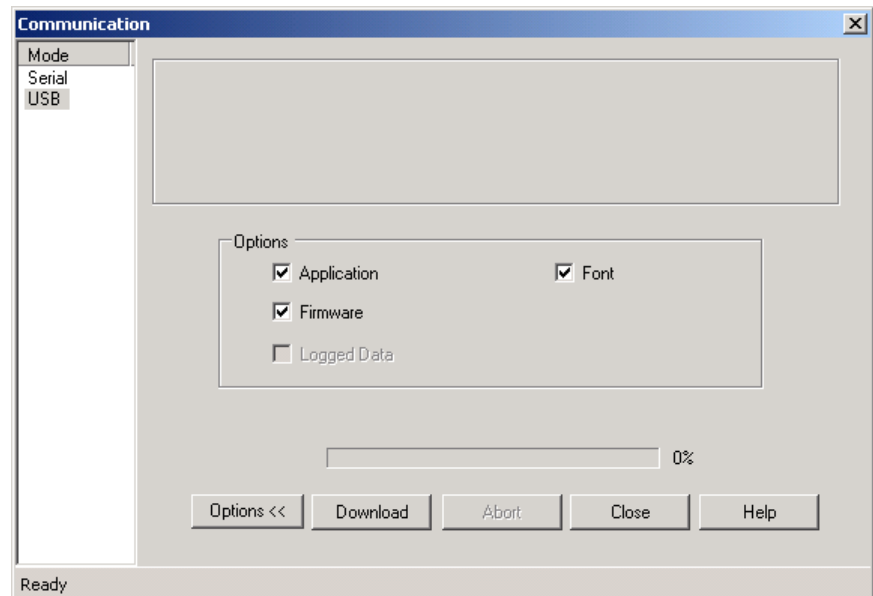 Communication
Mode
Serial
USB
Options
Application Font
Firmware
Logged Data
0%
Options << Download Abort Close Help
Ready